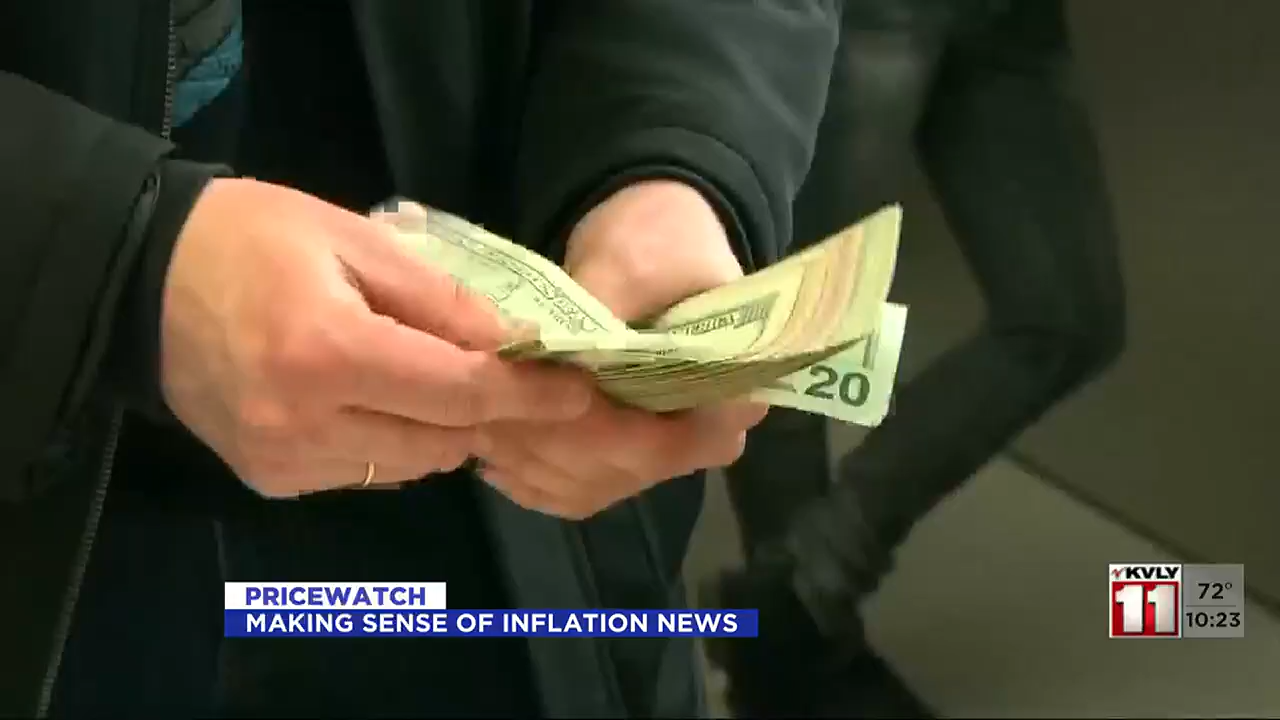 20
PRICEWATCH
MAKING SENSE OF INFLATION NEWS
KVLY
11
72°
10:23